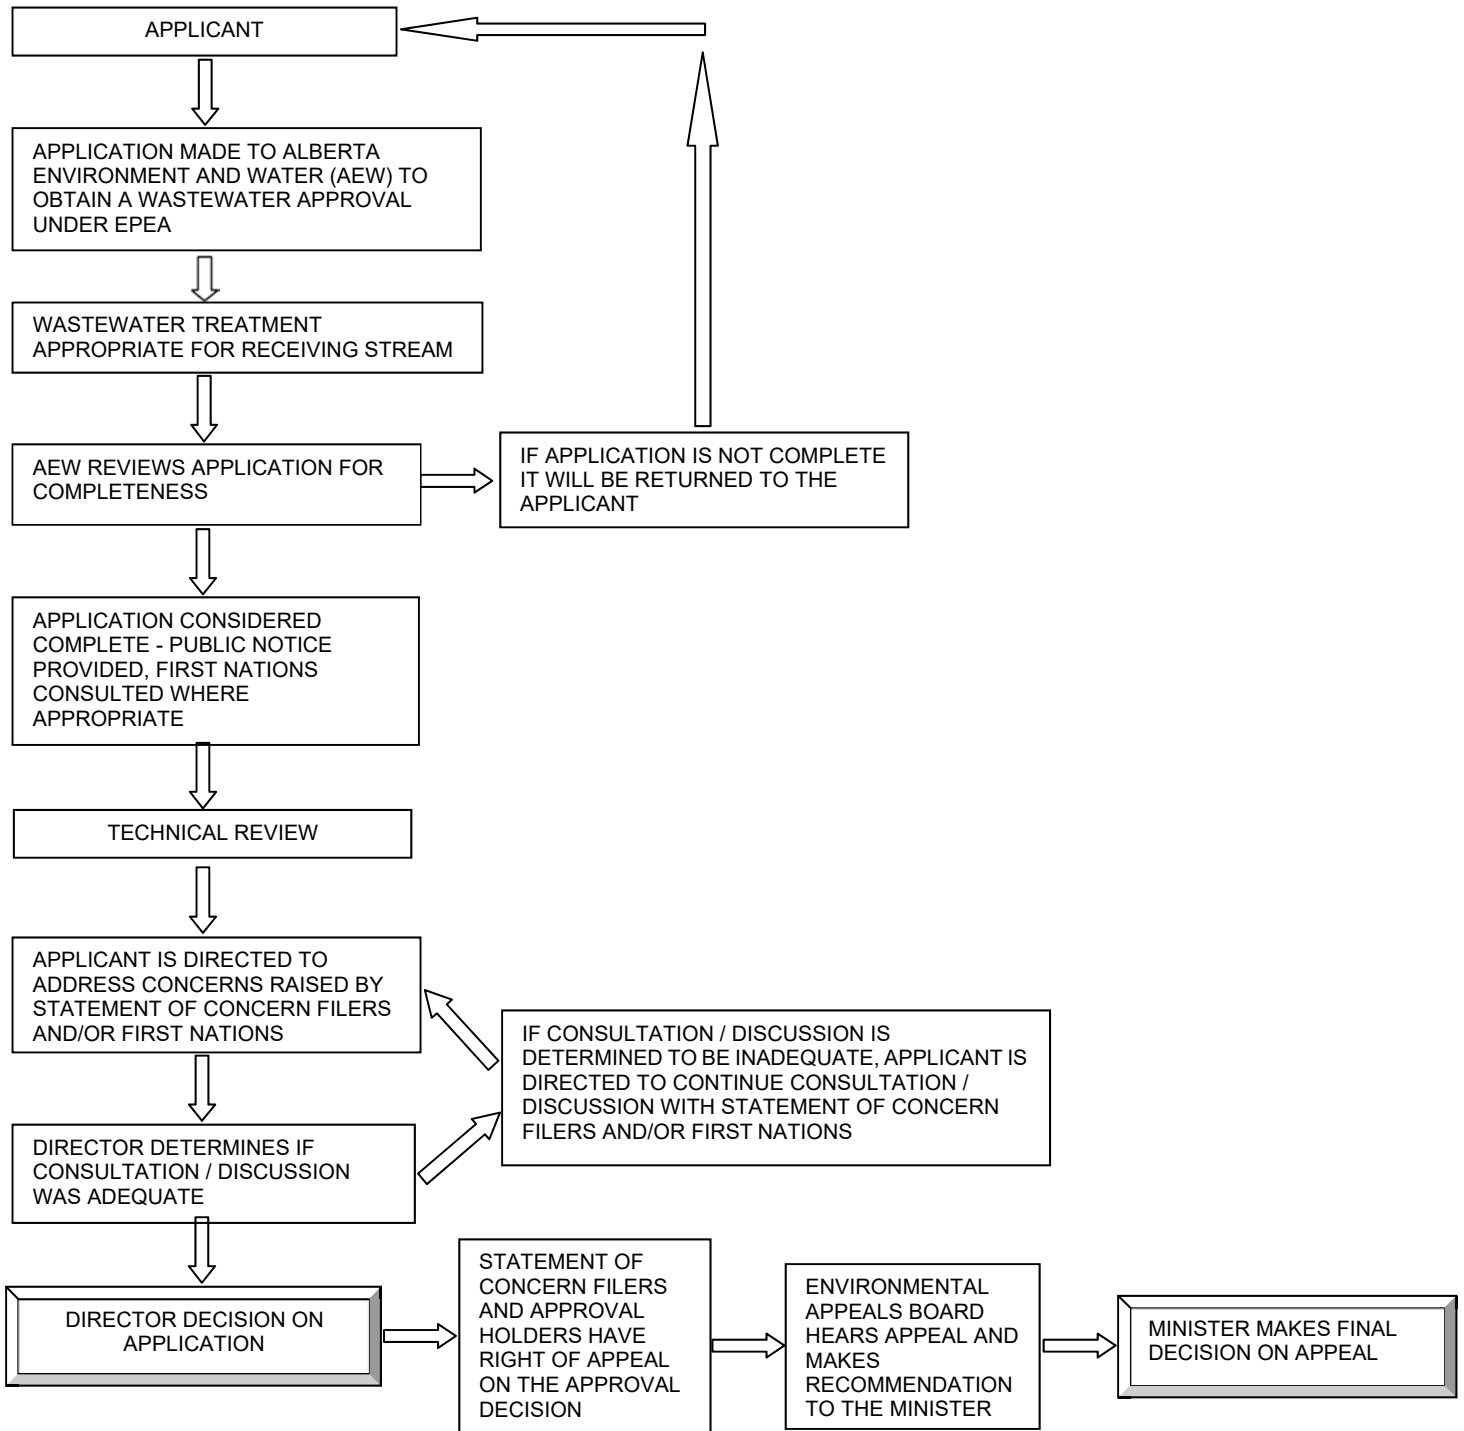 APPLICANT
APPLICATION MADE TO ALBERTA
ENVIRONMENT AND WATER (AEW) TO
OBTAIN A WASTEWATER APPROVAL
UNDER EPEA
WASTEWATER TREATMENT
APPROPRIATE FOR RECEIVING STREAM
AEW REVIEWS APPLICATION FOR
COMPLETENESS
IF APPLICATION IS NOT COMPLETE
IT WILL BE RETURNED TO THE
APPLICANT
APPLICATION CONSIDERED
COMPLETE - PUBLIC NOTICE
PROVIDED, FIRST NATIONS
CONSULTED WHERE
APPROPRIATE
TECHNICAL REVIEW
APPLICANT IS DIRECTED TO
ADDRESS CONCERNS RAISED BY
STATEMENT OF CONCERN FILERS
AND/OR FIRST NATIONS
IF CONSULTATION / DISCUSSION IS
DETERMINED TO BE INADEQUATE, APPLICANT IS
DIRECTED TO CONTINUE CONSULTATION /
DISCUSSION WITH STATEMENT OF CONCERN
FILERS AND/OR FIRST NATIONS
DIRECTOR DETERMINES IF
CONSULTATION / DISCUSSION
WAS ADEQUATE
DIRECTOR DECISION ON
APPLICATION
STATEMENT OF
CONCERN FILERS
AND APPROVAL
HOLDERS HAVE
RIGHT OF APPEAL
ON THE APPROVAL
DECISION
ENVIRONMENTAL
APPEALS BOARD
HEARS APPEAL AND
MAKES
RECOMMENDATION
TO THE MINISTER
MINISTER MAKES FINAL
DECISION ON APPEAL